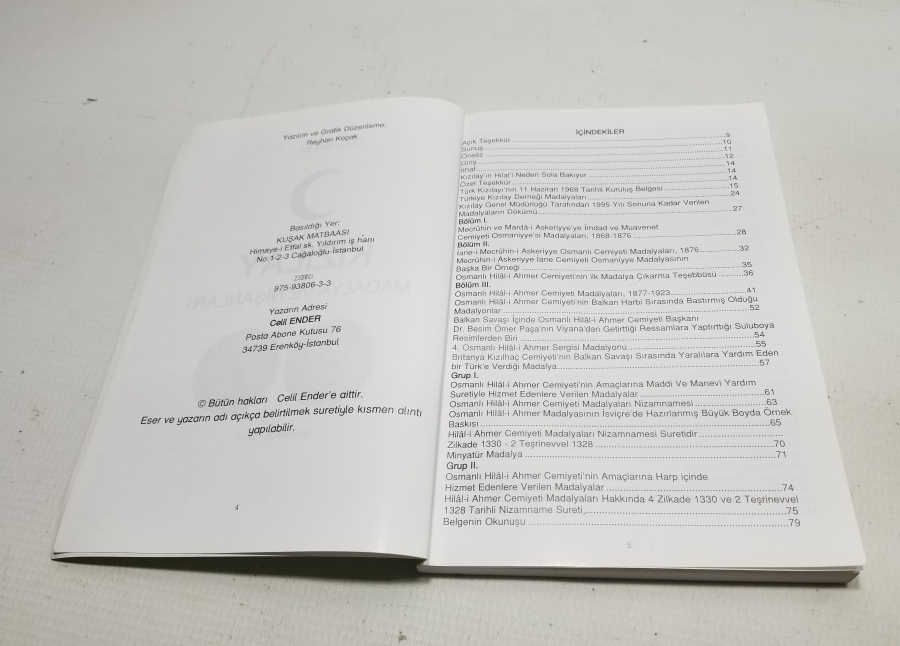 Yazılım ve Grafik Düzenleme:
Reyhan Koçak
Basıldığı Yer:
KUŞAK MATBAASI
Himaye-i Etfal sk. Yıldırım iş hanı
No:1-2-3 Cağaloğlu-İstanbul
975-93806-3-3
Yazarın Adresi
Celil ENDER
Posta Abone Kutusu 76
34739 Erenköy-İstanbul
© Bütün hakları Celil Ender'e aittir.
Eser ve yazarın adı açıkça belirtilmek suretiyle kısmen alıntı
yapılabilir.
4
İÇİNDEKİLER
Açık Teşekkür 9
Sunuş 10
Önsöz 11
Giriş 12
İthaf 14
Kızılay'ın Hilal'i Neden Sola Bakıyor 14
Özel Teşekkür 14
Türk Kızılayı'nın 11 Haziran 1968 Tarihli Kuruluş Belgesi 15
Türkiye Kızılay Derneği Madalyaları 24
Kızılay Genel Müdürlüğü Tarafından 1995 Yılı Sonuna Kadar Verilen
Madalyaların Dökümü 27
Bölüm I.
Mecrûhin ve Mardâ-i Askeriyye'ye İmdad ve Muavenet
Cemiyeti Osmaniyye'si Madalyaları, 1868-1876 28
Bölüm II.
İane-i Mecrûhin-i Askeriyye Osmanlı Cemiyeti Madalyaları, 1876 32
Mecrûhin-i Askeriyye İane Cemiyeti Osmaniyye Madalyasının
Başka Bir Örneği 35
Osmanlı Hilâl-i Ahmer Cemiyeti'nin İlk Madalya Çıkarma Teşebbüsü 36
Bölüm III.
Osmanlı Hilâl-i Ahmer Cemiyeti Madalyaları, 1877-1923 41
Osmanlı Hilâl-i Ahmer Cemiyeti'nin Balkan Harbi Sırasında Bastırmış Olduğu
Madalyonlar 52
Balkan Savaşı İçinde Osmanlı Hilâl-i Ahmer Cemiyeti Başkanı
Dr. Besim Ömer Paşa'nın Viyana'dan Getirttiği Ressamlara Yaptırttığı Suluboya
Resimlerden Biri 54
4. Osmanlı Hilâl-i Ahmer Sergisi Madalyonu 55
Britanya Kızılhaç Cemiyeti'nin Balkan Savaşı Sırasında Yaralılara Yardım Eden
bir Türk'e Verdiği Madalya 57
Grup I.
Osmanlı Hilâl-i Ahmer Cemiyeti'nin Amaçlarına Maddi Ve Manevi Yardım
Suretiyle Hizmet Edenlere Verilen Madalyalar 61
Osmanlı Hilâl-i Ahmer Cemiyeti Madalyaları Nizamnamesi 63
Osmanlı Hilâl-i Ahmer Madalyasının İsviçre'de Hazırlanmış Büyük Boyda Örnek
Baskısı 65
Hilâl-i Ahmer Cemiyeti Madalyaları Nizamnamesi Suretidir
Zilkade 1330 - 2 Teşrinevvel 1328 70
Minyatür Madalya 71
Grup II.
Osmanlı Hilâl-i Ahmer Cemiyeti'nin Amaçlarına Harp içinde
Hizmet Edenlere Verilen Madalyalar 74
Hilâl-i Ahmer Cemiyeti Madalyaları Hakkında 4 Zilkade 1330 ve 2 Teşrinevvel
1328 Tarihli Nizamname Sureti 75
Belgenin Okunuşu 79
5